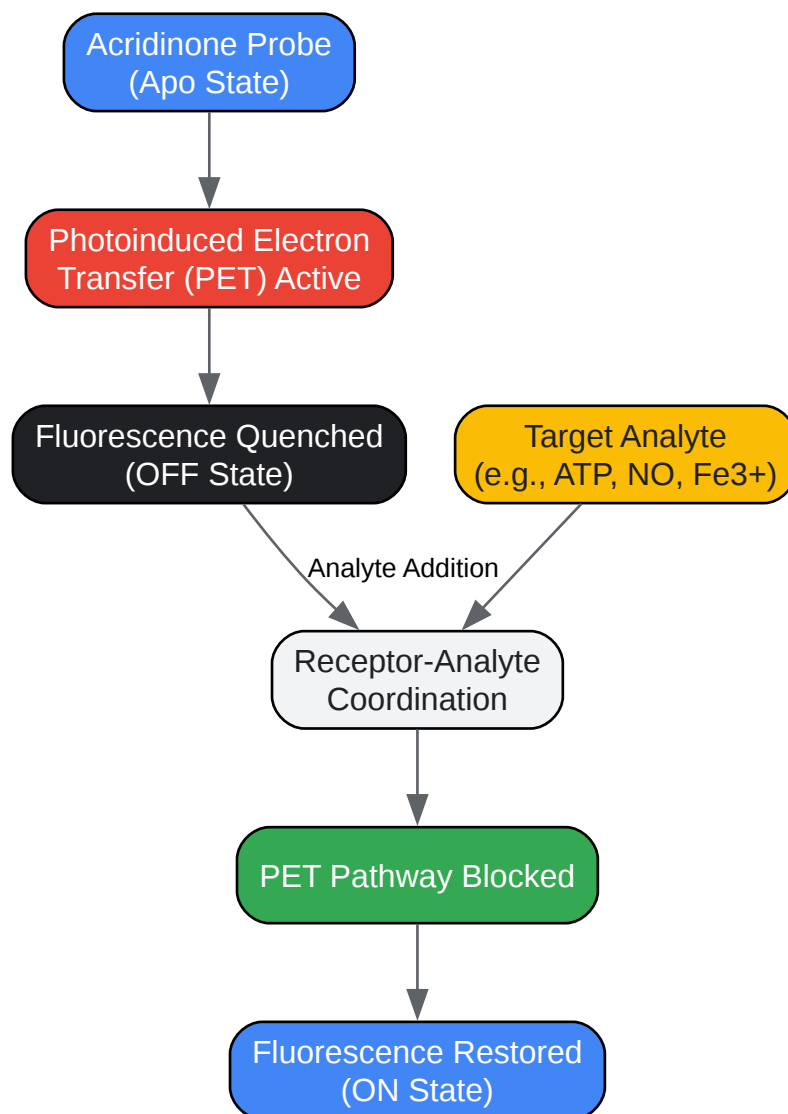 Acridinone Probe
(Apo State)
Photoinduced Electron
Transfer (PET) Active
Fluorescence Quenched
(OFF State)
Target Analyte
(e.g., ATP, NO, Fe3+)
Analyte Addition
Receptor-Analyte
Coordination
PET Pathway Blocked
Fluorescence Restored
(ON State)